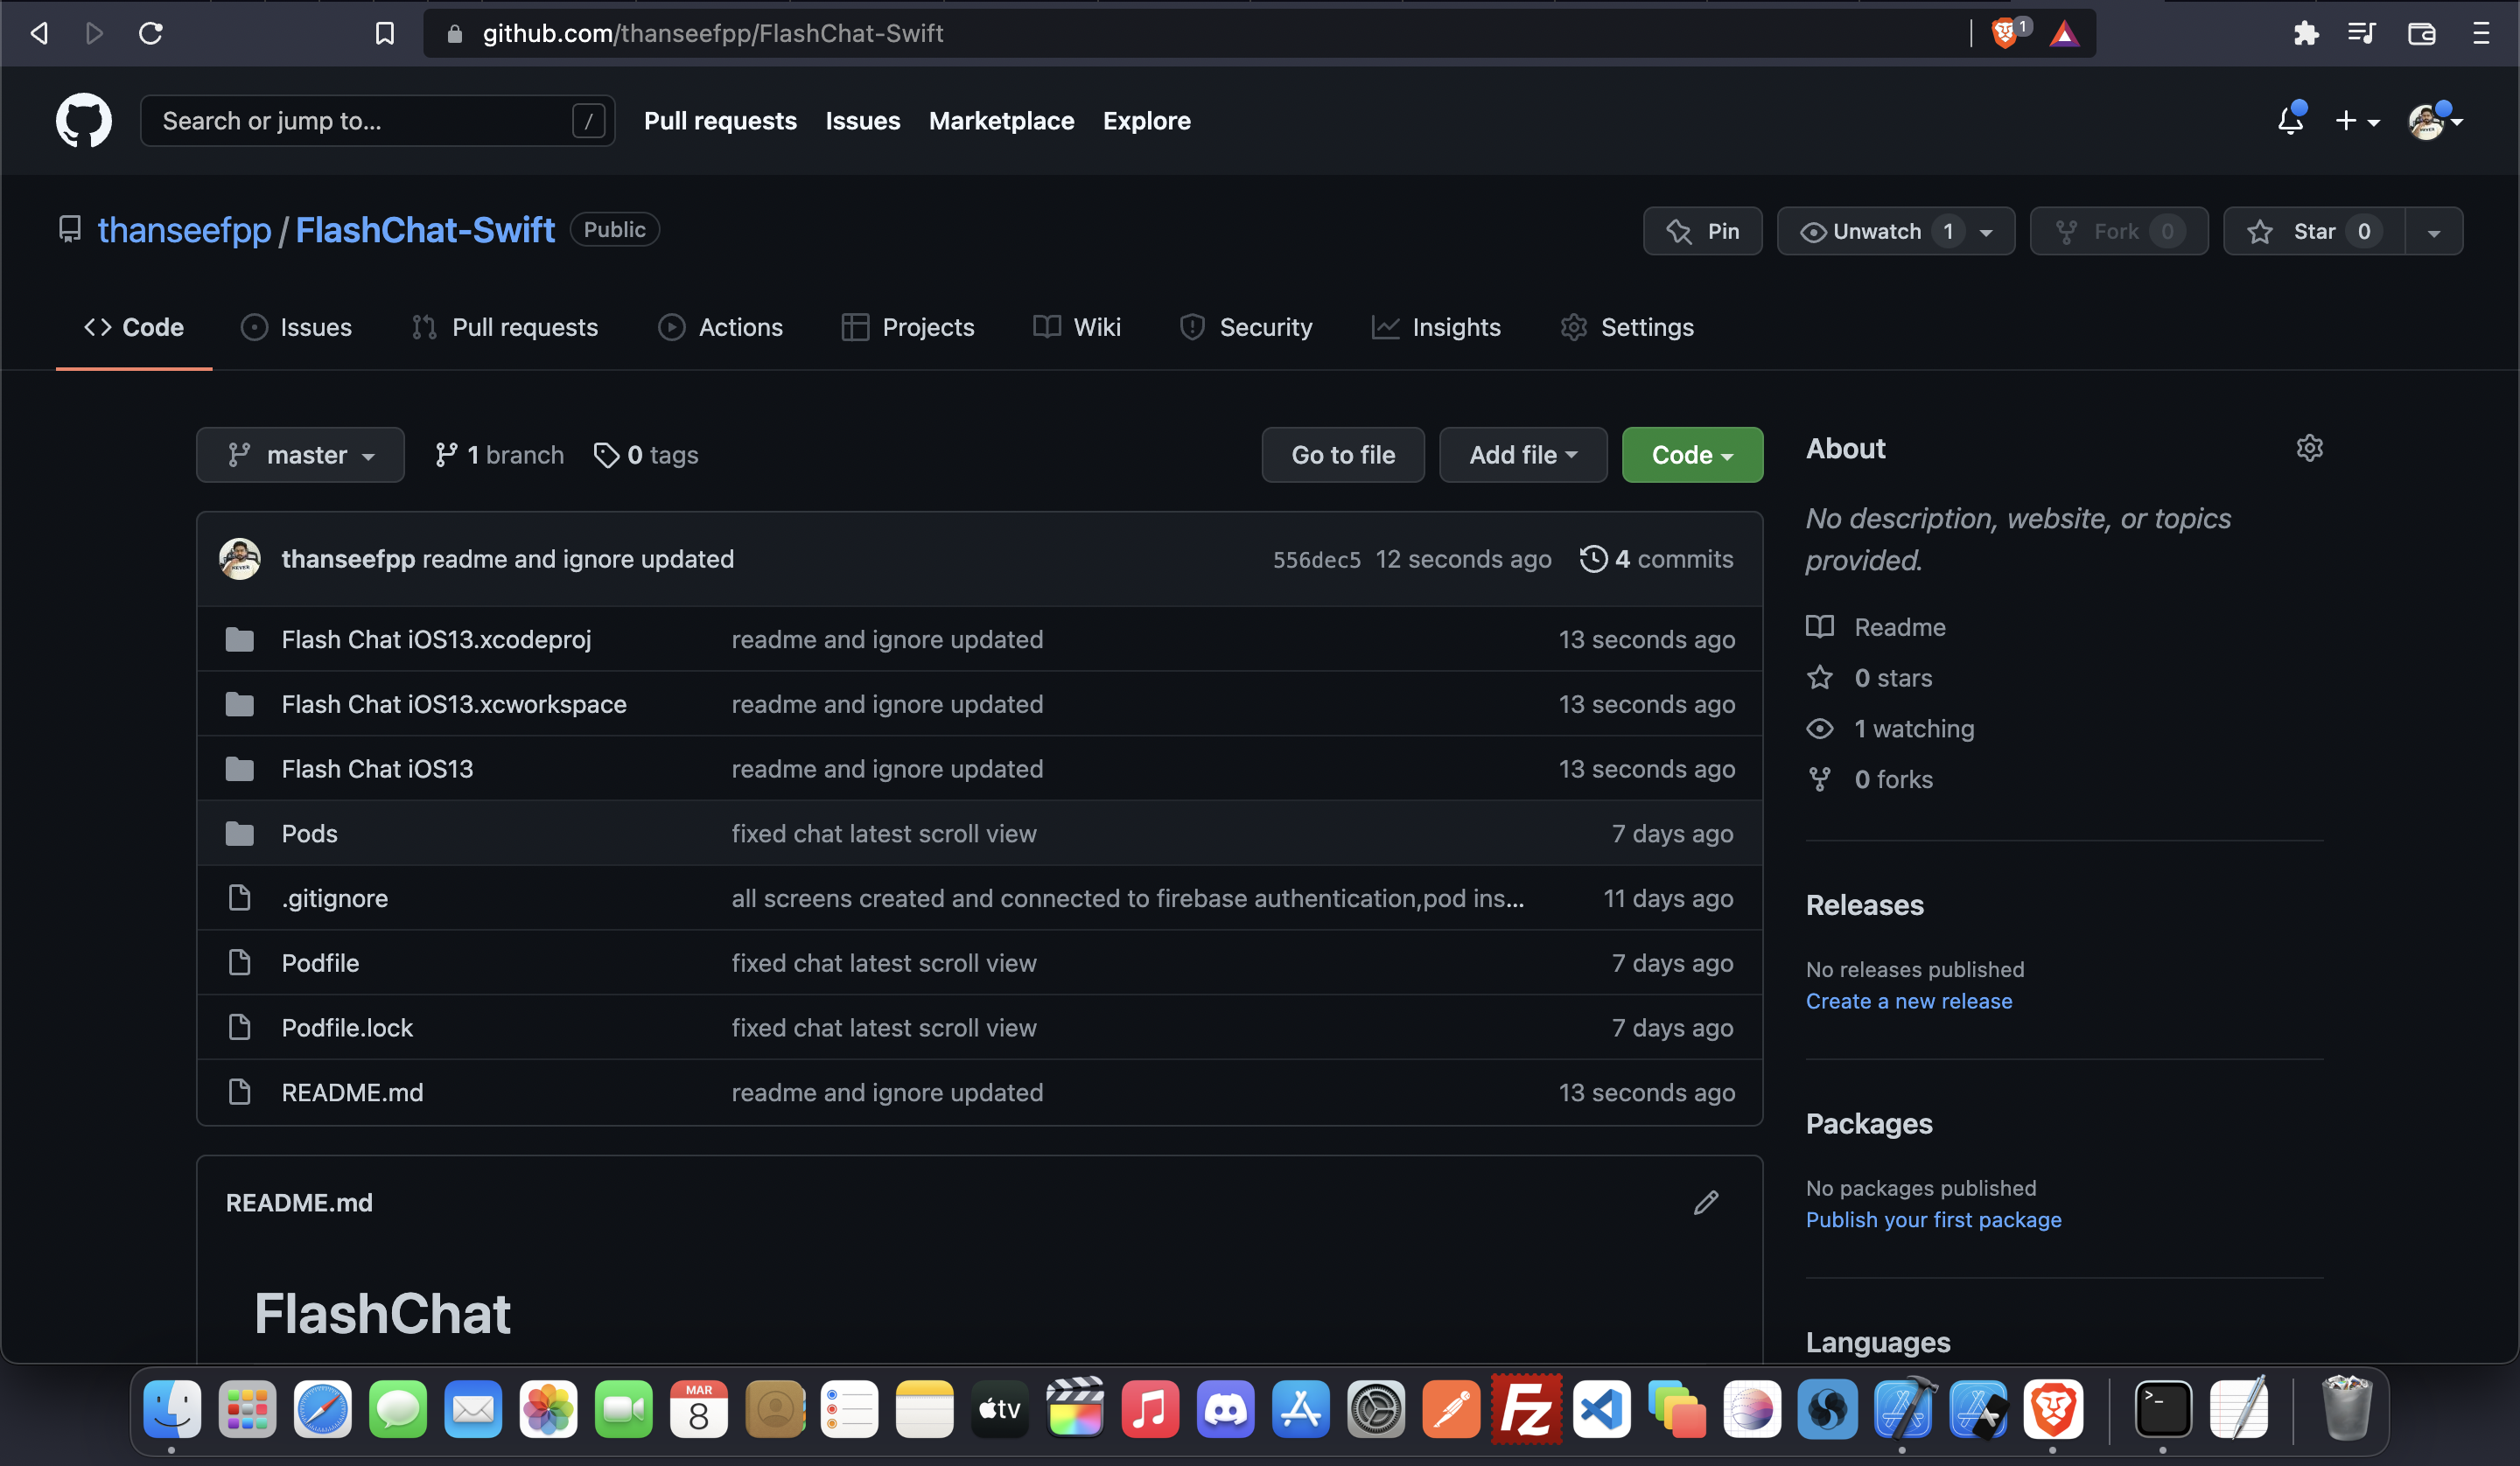 github.com/thanseefpp/FlashChat-Swift 1
Search or jump to... / Pull requests Issues Marketplace Explore
thanseefpp / FlashChat-Swift Public Pin Unwatch 1 Fork 0 Star 0
Code Issues Pull requests Actions Projects Wiki Security Insights Settings
master 1 branch 0 tags Go to file Add file Code
thanseefpp readme and ignore updated 556dec5 12 seconds ago 4 commits
Flash Chat iOS13.xcodeproj readme and ignore updated 13 seconds ago
Flash Chat iOS13.xcworkspace readme and ignore updated 13 seconds ago
Flash Chat iOS13 readme and ignore updated 13 seconds ago
Pods fixed chat latest scroll view 7 days ago
.gitignore all screens created and connected to firebase authentication,pod ins... 11 days ago
Podfile fixed chat latest scroll view 7 days ago
Podfile.lock fixed chat latest scroll view 7 days ago
README.md readme and ignore updated 13 seconds ago
README.md
FlashChat
About
No description, website, or topics
provided.
Readme
0 stars
1 watching
0 forks
Releases
No releases published
Create a new release
Packages
No packages published
Publish your first package
Languages
MAR
8
tv
Fz
>_